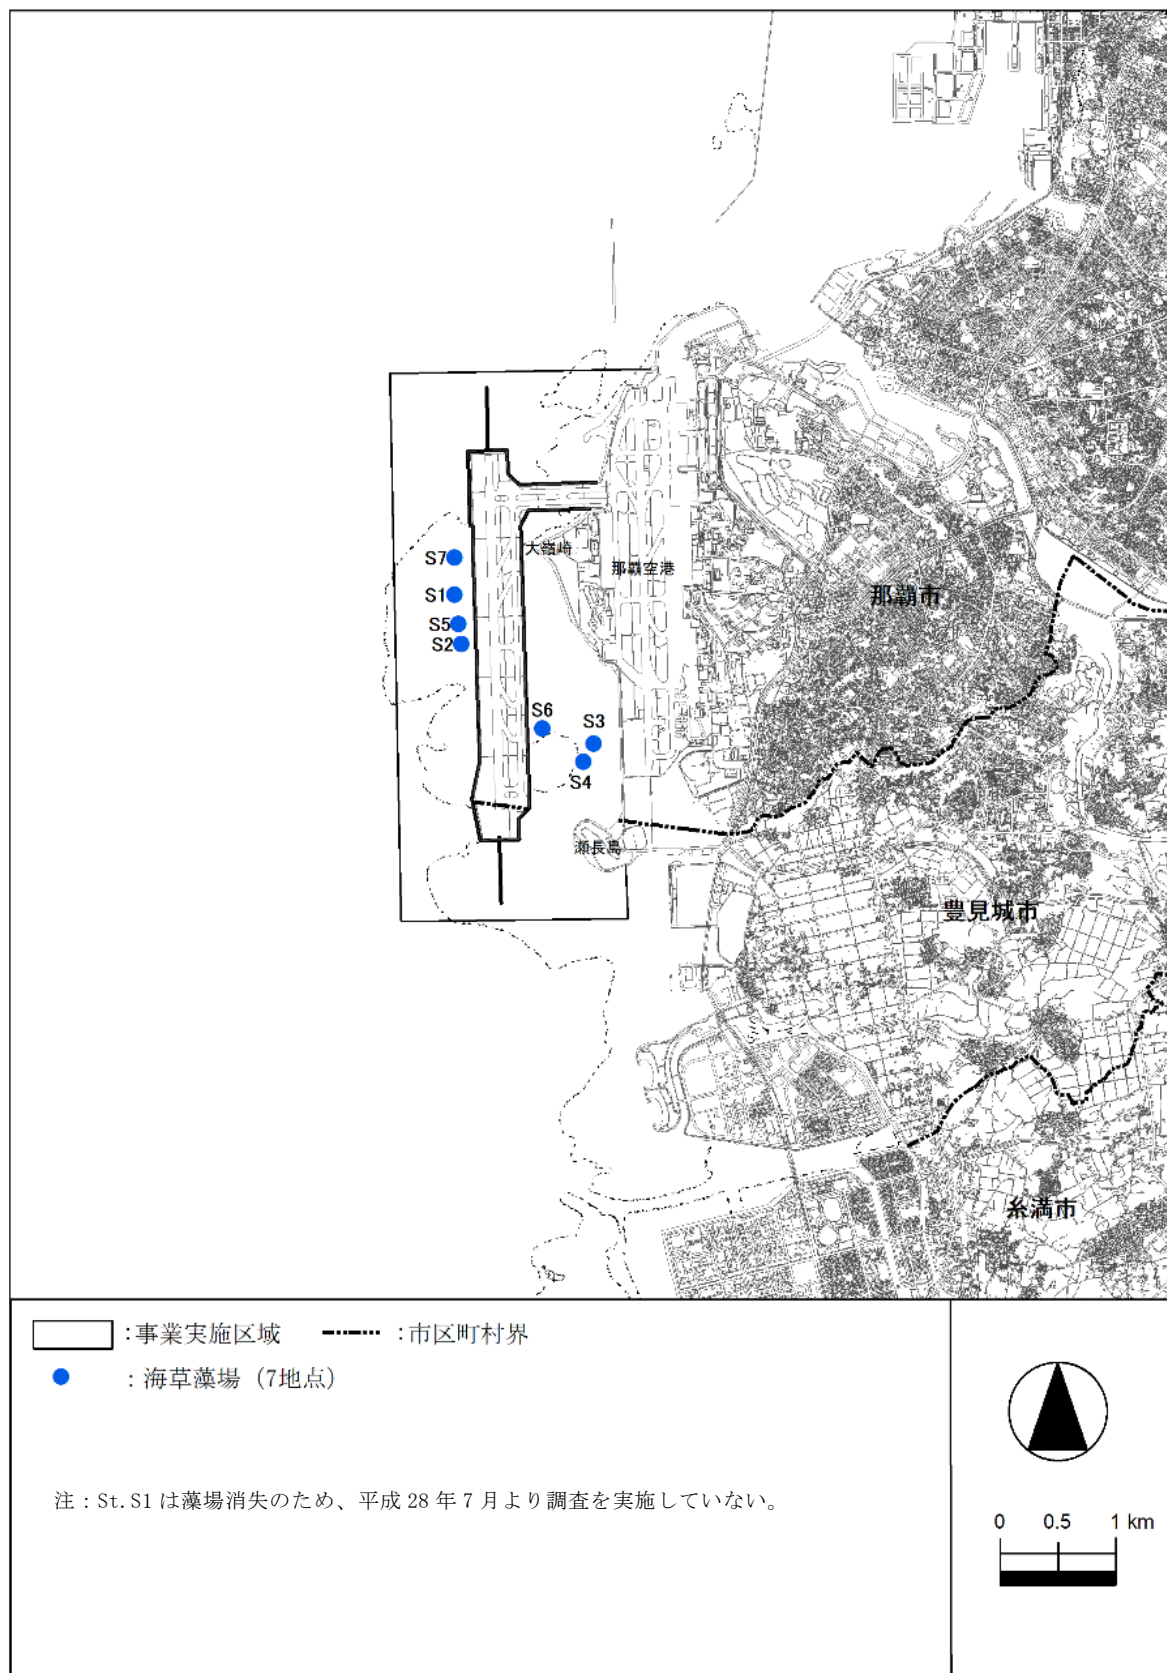 大嶺崎
那覇空港
那覇市
S7
S1
S5
S2
S6
S3
S4
瀬長島
豊見城市
糸満市
:事業実施区域
:市区町村界
:海草藻場（7地点）
注：St.S1 は藻場消失のため、平成 28 年 7 月より調査を実施していない。
0 0.5 1 km